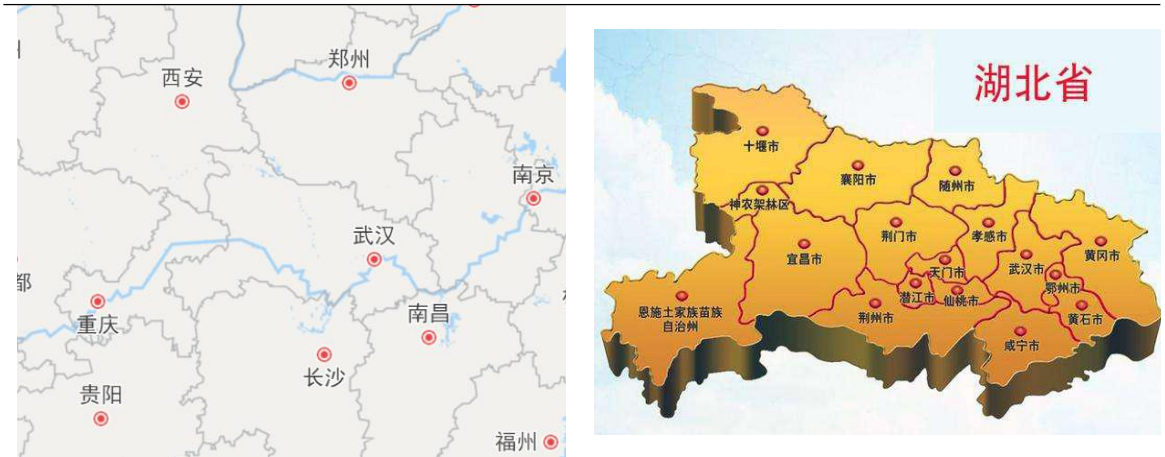 郑州
西安
南京
武汉
都
重庆
南昌
长沙
贵阳
福州
湖北省
十堰市
襄阳市
随州市
神农架林区
荆门市
孝感市
黄冈市
宜昌市
武汉市
天门市
鄂州市
潜江市
仙桃市
恩施土家族苗族
自治州
荆州市
黄石市
咸宁市